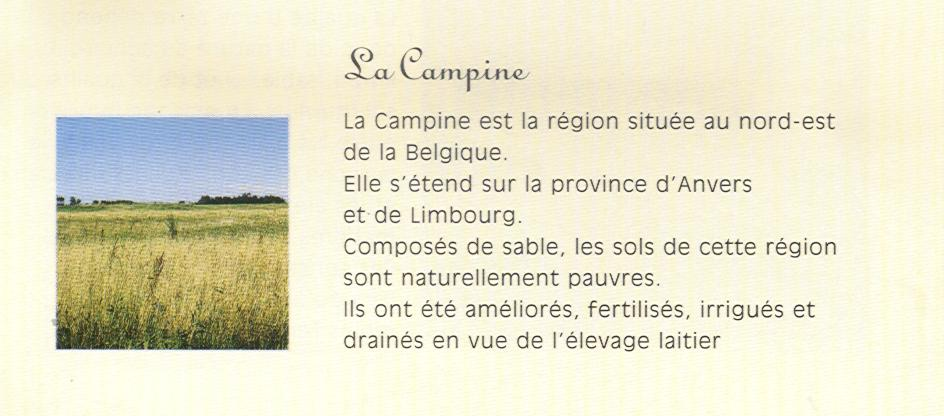 La Campine
La Campine est la région située au nord-est
de la Belgique.
Elle s'étend sur la province d'Anvers
et de Limbourg.
Composés de sable, les sols de cette région
sont naturellement pauvres.
Ils ont été améliorés, fertilisés, irrigués et
drainés en vue de l'élevage laitier